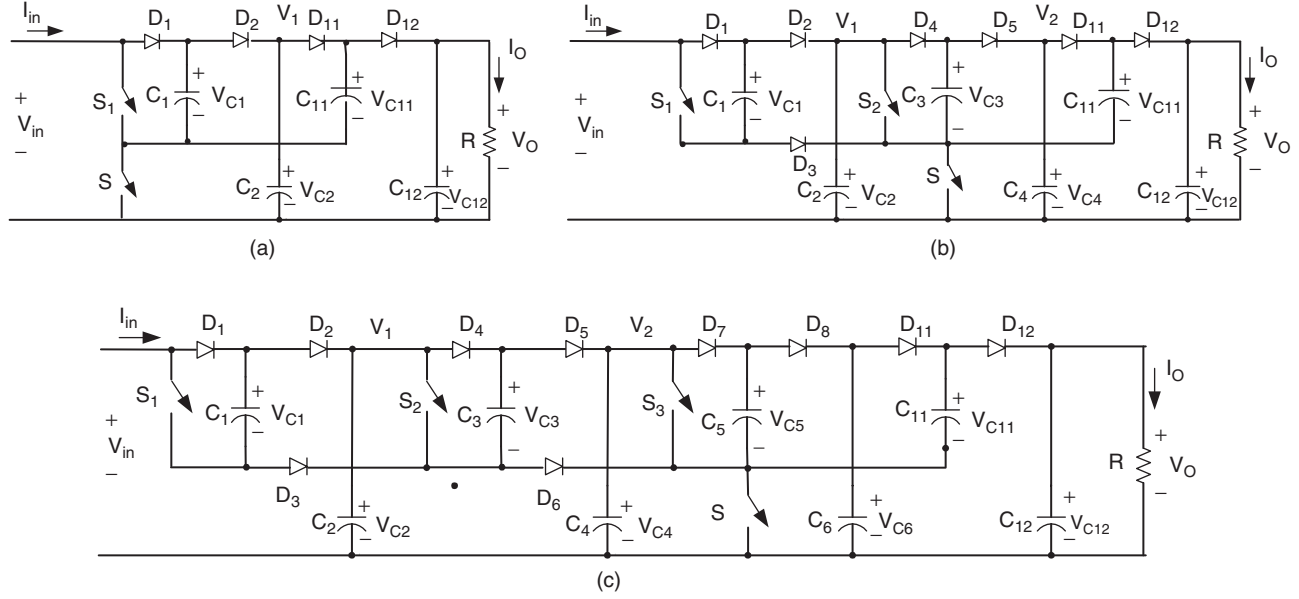 I_in D_1 D_2 V_1 D_11 D_12
+ V_in − S_1 C_1 + V_C1 − C_11 + V_C11 − I_O
S C_2 + V_C2 − C_12 + V_C12 − R + V_O −
(a)
I_in D_1 D_2 V_1 D_4 D_5 V_2 D_11 D_12
+ V_in − S_1 C_1 + V_C1 − S_2 C_3 + V_C3 − C_11 + V_C11 − I_O
D_3 C_2 + V_C2 − S C_4 + V_C4 − C_12 + V_C12 − R + V_O −
(b)
I_in D_1 D_2 V_1 D_4 D_5 V_2 D_7 D_8 D_11 D_12
+ V_in − S_1 C_1 + V_C1 − S_2 C_3 + V_C3 − S_3 C_5 + V_C5 − C_11 + V_C11 − I_O
D_3 D_6 R + V_O −
C_2 + V_C2 − C_4 + V_C4 − S C_6 + V_C6 − C_12 + V_C12 −
(c)